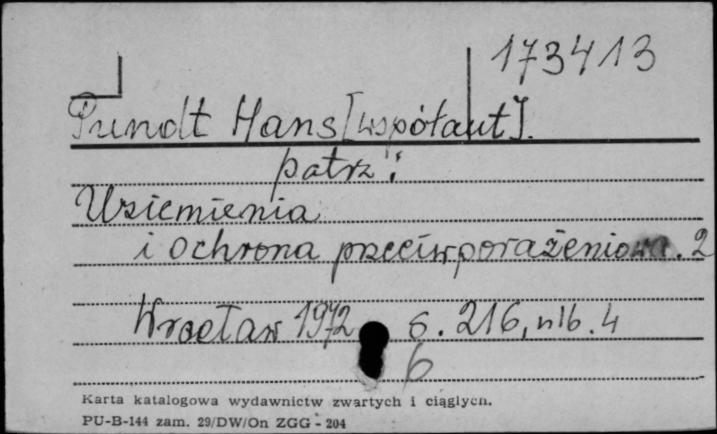 173413
Pundt Hans [współaut].
patrz:
Uziemienia
i ochrona przeciwporażeniowa. 2
Wrocław 1972 s. 216, nlb. 4
6
Karta katalogowa wydawnictw zwartych i ciągłych.
PU-B-144 zam. 29/DW/On ZGG - 204